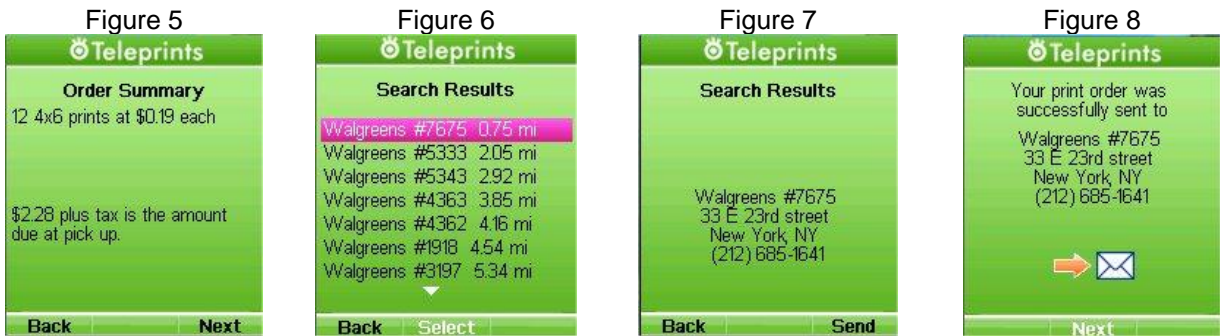 Figure 5
Teleprints
Order Summary
12 4x6 prints at $0.19 each
$2.28 plus tax is the amount
due at pick up.
Back Next
Figure 6
Teleprints
Search Results
Walgreens #7675 0.75 mi
Walgreens #5333 2.05 mi
Walgreens #5343 2.92 mi
Walgreens #4363 3.85 mi
Walgreens #4362 4.16 mi
Walgreens #1918 4.54 mi
Walgreens #3197 5.34 mi
Back Select
Figure 7
Teleprints
Search Results
Walgreens #7675
33 E 23rd street
New York, NY
(212) 685-1641
Back Send
Figure 8
Teleprints
Your print order was
successfully sent to
Walgreens #7675
33 E 23rd street
New York, NY
(212) 685-1641
Next